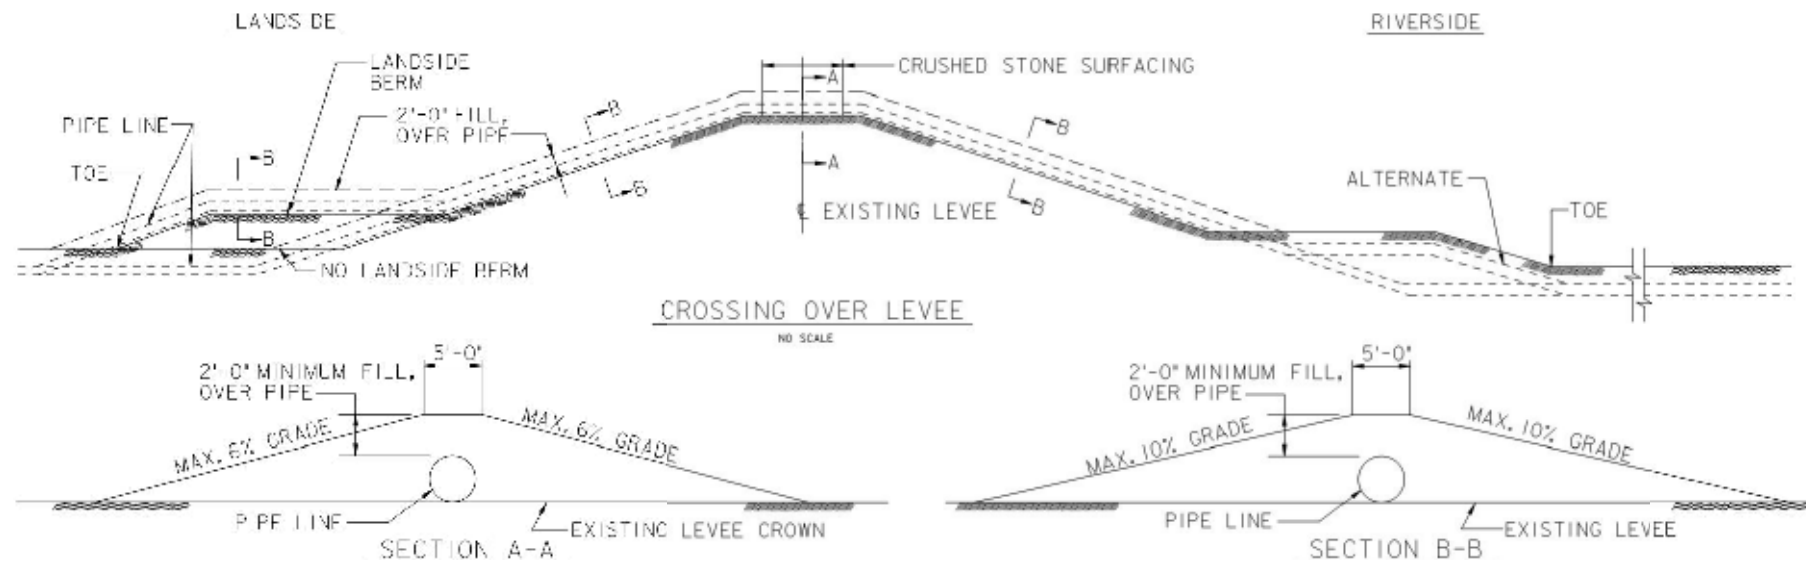 LANDSIDE
RIVERSIDE
LANDSIDE
BERM
CRUSHED STONE SURFACING
A
B
2'-0" FILL,
OVER PIPE
PIPE LINE
B
B
TOE
A
B
ALTERNATE
B
℄ EXISTING LEVEE
TOE
B
NO LANDSIDE BERM
CROSSING OVER LEVEE
NO SCALE
5'-0"
2'-0" MINIMUM FILL,
OVER PIPE
MAX. 6% GRADE
MAX. 6% GRADE
PIPE LINE
EXISTING LEVEE CROWN
SECTION A-A
5'-0"
2'-0" MINIMUM FILL,
OVER PIPE
MAX. 10% GRADE
MAX. 10% GRADE
PIPE LINE
EXISTING LEVEE
SECTION B-B